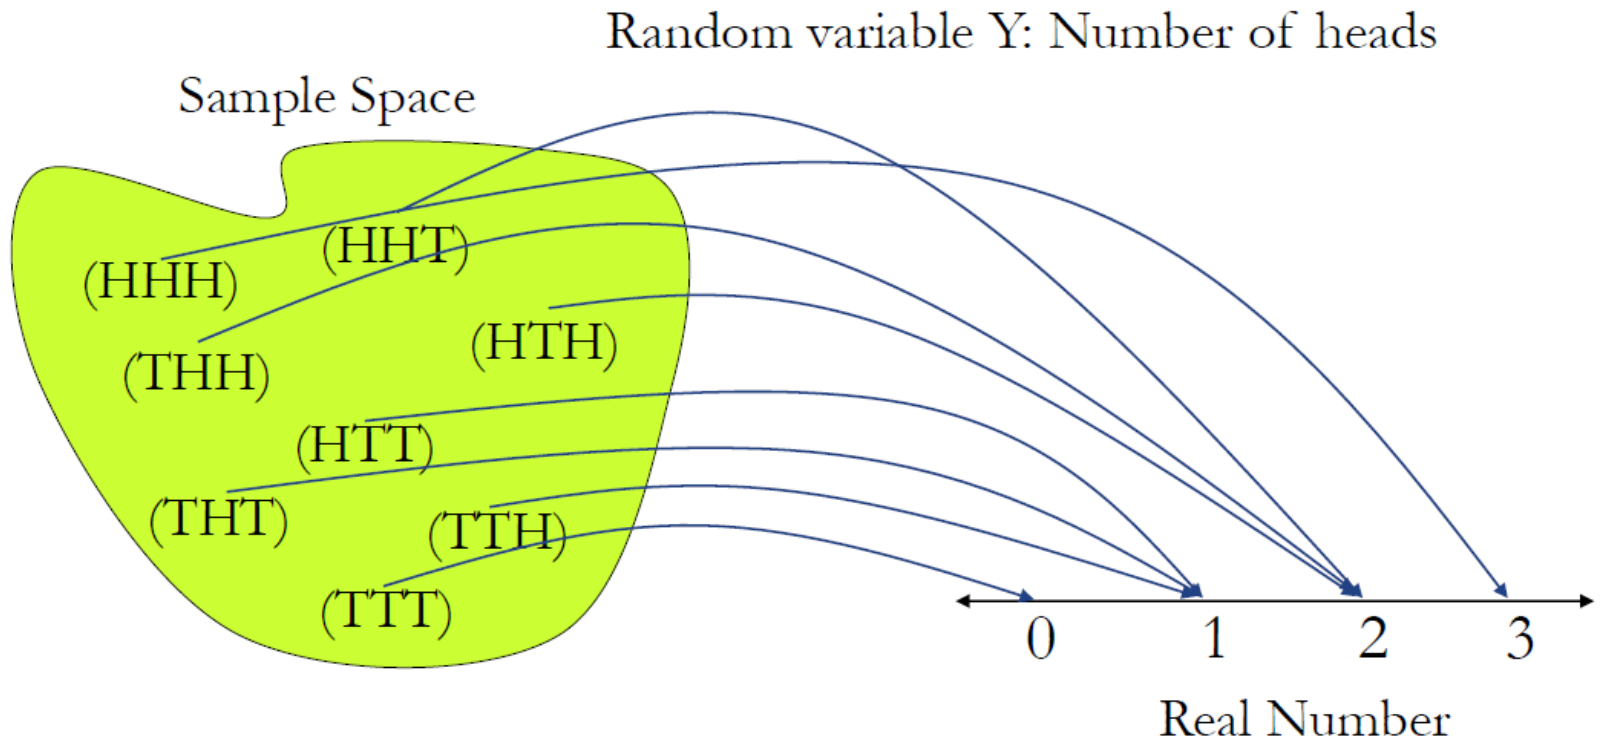 Random variable Y: Number of heads
Sample Space
(HHT)
(HHH)
(HTH)
(THH)
(HTT)
(THT)
(TTH)
(TTT)
0 1 2 3
Real Number